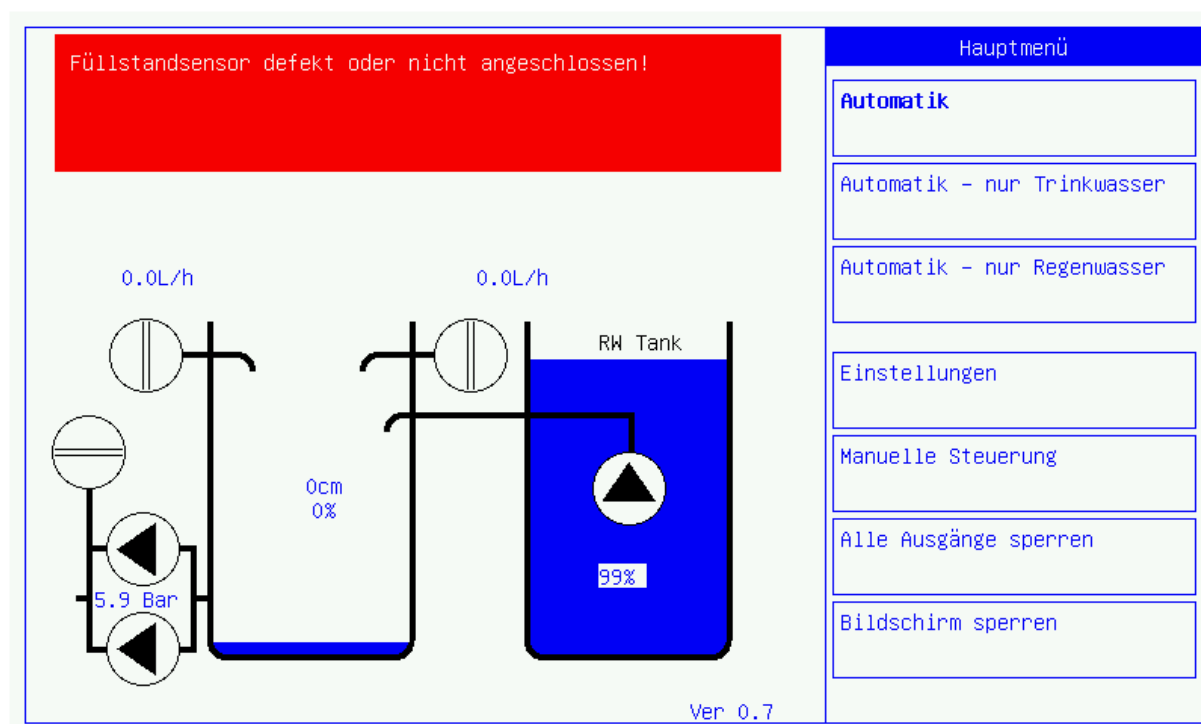 Füllstandsensor defekt oder nicht angeschlossen!
0.0L/h
0.0L/h
RW Tank
0cm
0%
99%
5.9 Bar
Ver 0.7
Hauptmenü
Automatik
Automatik - nur Trinkwasser
Automatik - nur Regenwasser
Einstellungen
Manuelle Steuerung
Alle Ausgänge sperren
Bildschirm sperren